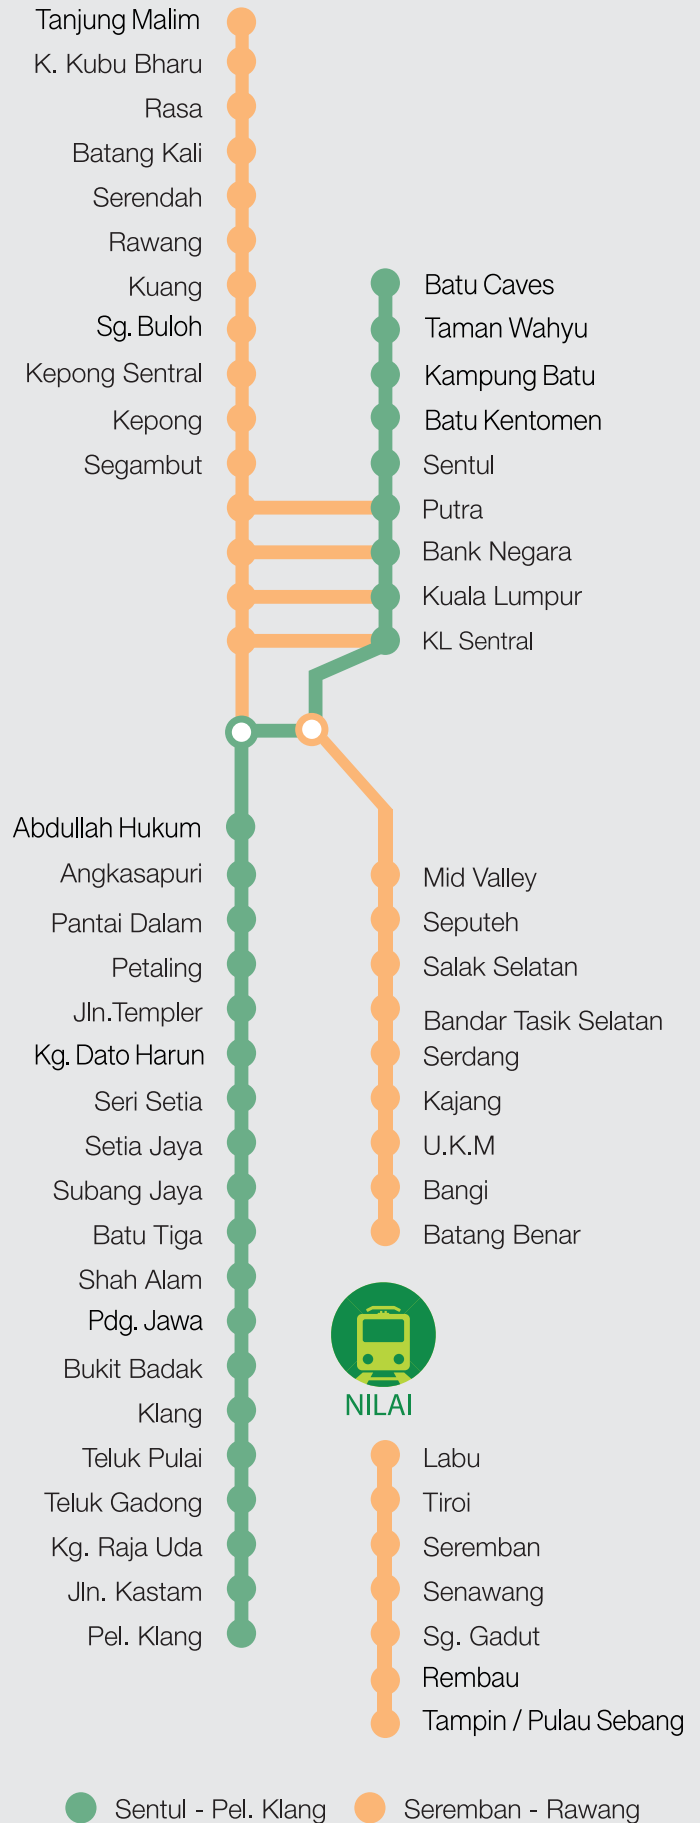 Tanjung Malim
K. Kubu Bharu
Rasa
Batang Kali
Serendah
Rawang
Kuang
Sg. Buloh
Kepong Sentral
Kepong
Segambut
Batu Caves
Taman Wahyu
Kampung Batu
Batu Kentomen
Sentul
Putra
Bank Negara
Kuala Lumpur
KL Sentral
Abdullah Hukum
Angkasapuri
Pantai Dalam
Petaling
Jln.Templer
Kg. Dato Harun
Seri Setia
Setia Jaya
Subang Jaya
Batu Tiga
Shah Alam
Pdg. Jawa
Bukit Badak
Klang
Teluk Pulai
Teluk Gadong
Kg. Raja Uda
Jln. Kastam
Pel. Klang
Mid Valley
Seputeh
Salak Selatan
Bandar Tasik Selatan
Serdang
Kajang
U.K.M
Bangi
Batang Benar
NILAI
Labu
Tiroi
Seremban
Senawang
Sg. Gadut
Rembau
Tampin / Pulau Sebang
Sentul - Pel. Klang
Seremban - Rawang